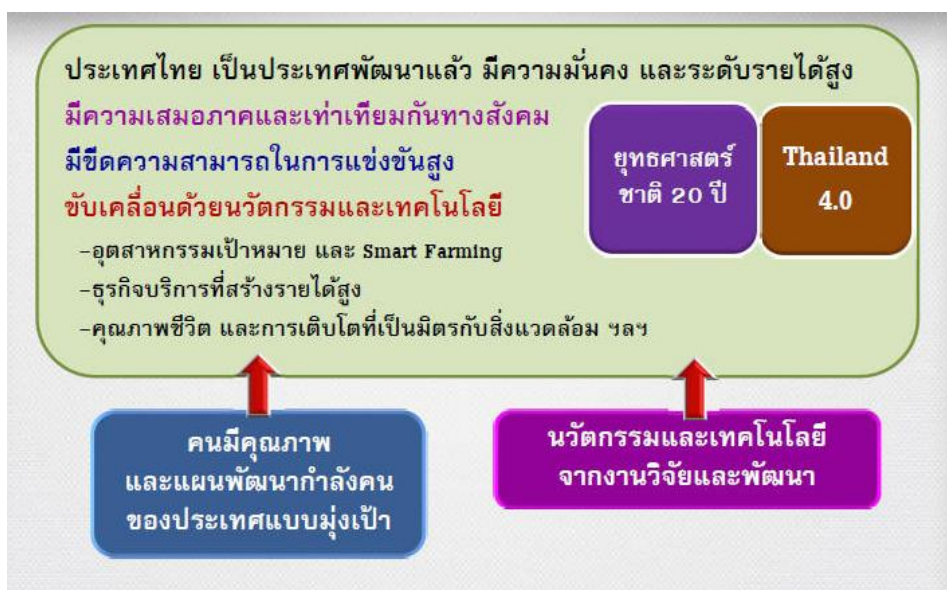 ประเทศไทย เป็นประเทศพัฒนาแล้ว มีความมั่นคง และระดับรายได้สูง
มีความเสมอภาคและเท่าเทียมกันทางสังคม
มีขีดความสามารถในการแข่งขันสูง
ขับเคลื่อนด้วยนวัตกรรมและเทคโนโลยี
-อุตสาหกรรมเป้าหมาย และ Smart Farming
-ธุรกิจบริการที่สร้างรายได้สูง
-คุณภาพชีวิต และการเติบโตที่เป็นมิตรกับสิ่งแวดล้อม ฯลฯ
ยุทธศาสตร์
ชาติ 20 ปี
Thailand
4.0
คนมีคุณภาพ
และแผนพัฒนากำลังคน
ของประเทศแบบมุ่งเป้า
นวัตกรรมและเทคโนโลยี
จากงานวิจัยและพัฒนา